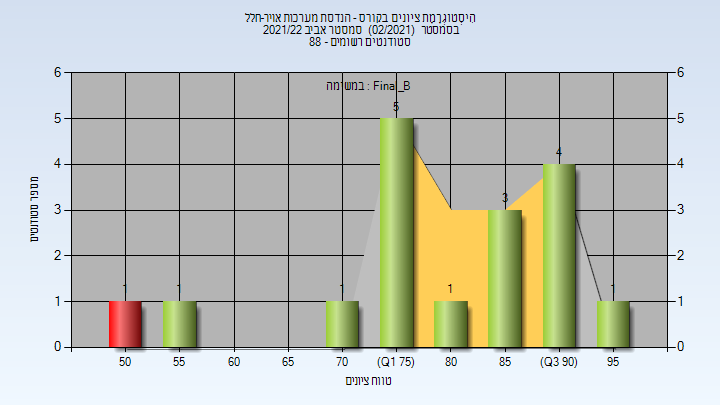 היסטוגרמת ציונים בקורס - הנדסת מערכות אויר-חלל
בסמסטר (02/2021) סמסטר אביב 2021/22
סטודנטים רשומים - 88
במשימה : Final_B
מספר סטודנטים
6 6
5 5
4 4
3 3
2 2
1 1
0 0
1 1 1 5 1 3 4 1
50 55 60 65 70 (Q1 75) 80 85 (Q3 90) 95
טווח ציונים